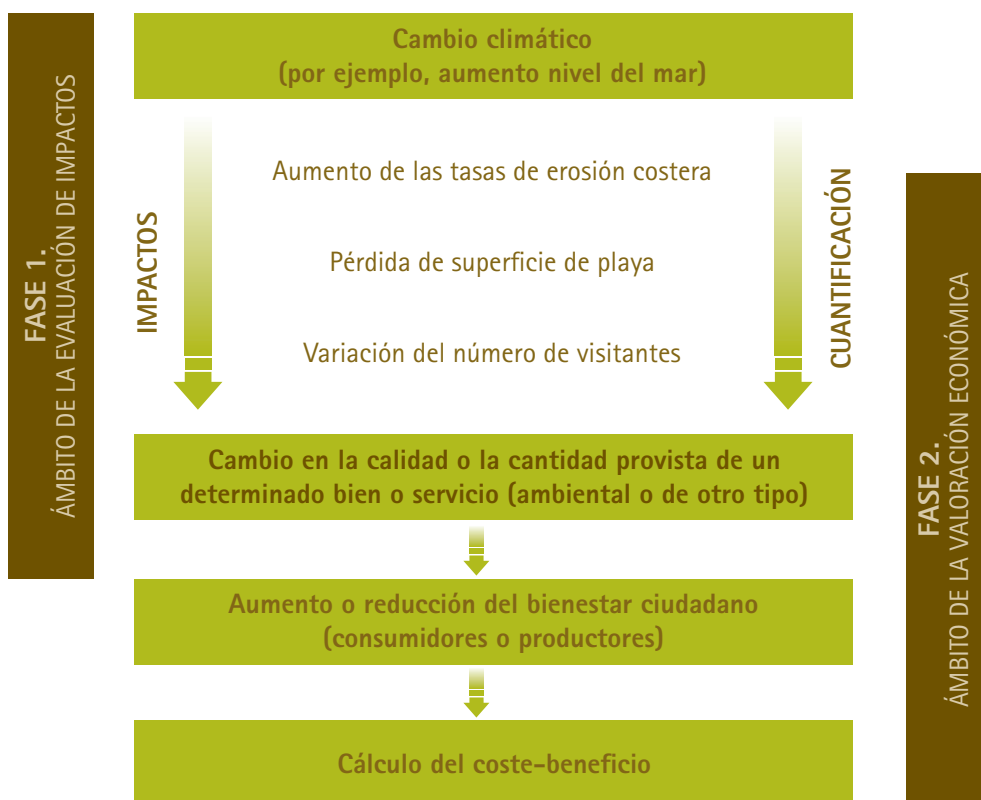 FASE 1.
ÁMBITO DE LA EVALUACIÓN DE IMPACTOS
Cambio climático
(por ejemplo, aumento nivel del mar)
IMPACTOS
Aumento de las tasas de erosión costera
Pérdida de superficie de playa
Variación del número de visitantes
CUANTIFICACIÓN
Cambio en la calidad o la cantidad provista de un
determinado bien o servicio (ambiental o de otro tipo)
Aumento o reducción del bienestar ciudadano
(consumidores o productores)
Cálculo del coste-beneficio
FASE 2.
ÁMBITO DE LA VALORACIÓN ECONÓMICA